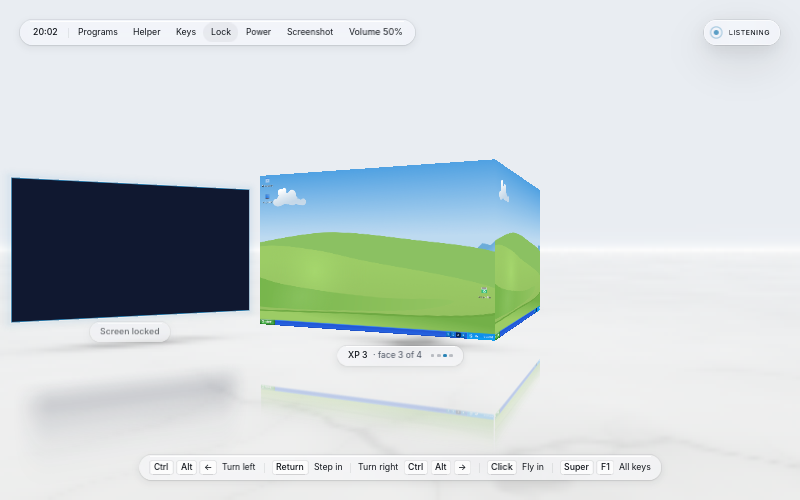 20:02 Programs Helper Keys Lock Power Screenshot Volume 50%
LISTENING
Screen locked
XP 3 · face 3 of 4
Ctrl Alt ← Turn left Return Step in Turn right Ctrl Alt → Click Fly in Super F1 All keys